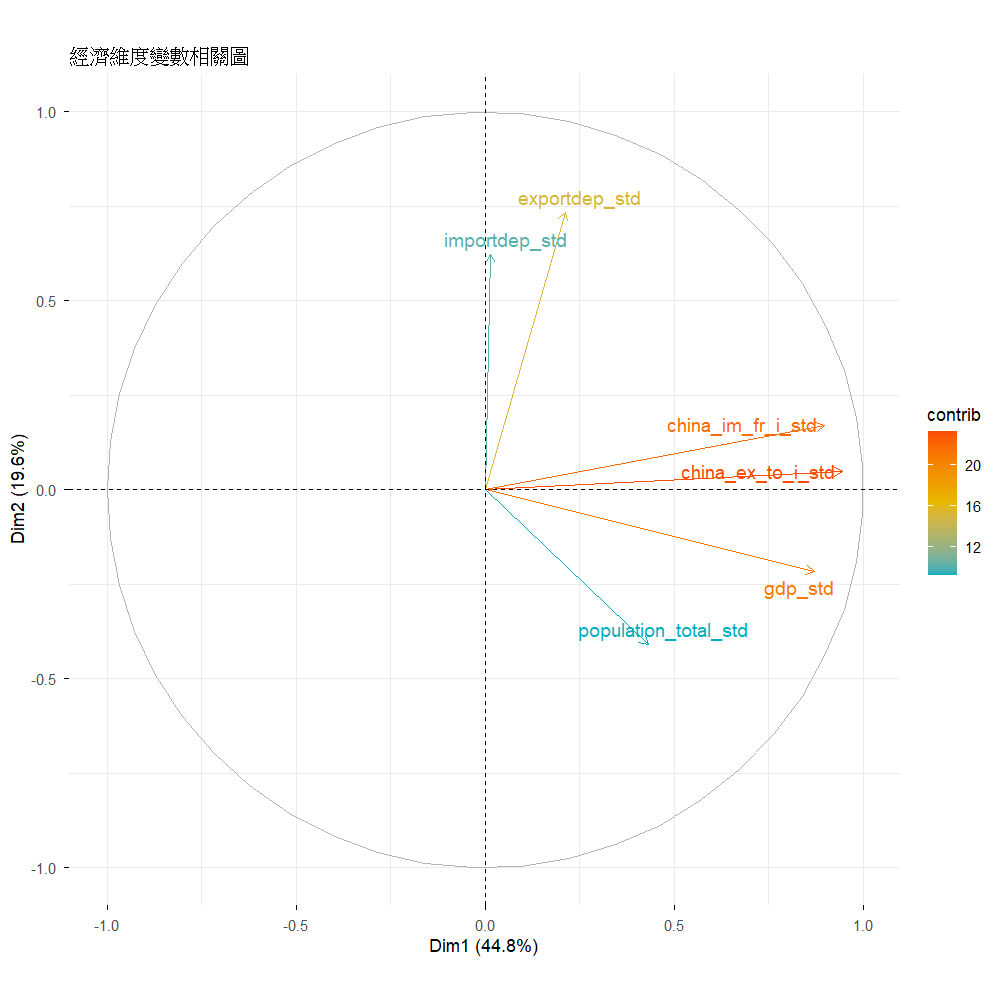 經濟維度變數相關圖
1.0
0.5
0.0
-0.5
-1.0
Dim2 (19.6%)
exportdep_std
importdep_std
china_im_fr_i_std
china_ex_to_i_std
gdp_std
population_total_std
-1.0
-0.5
0.0
0.5
1.0
Dim1 (44.8%)
contrib
20
16
12